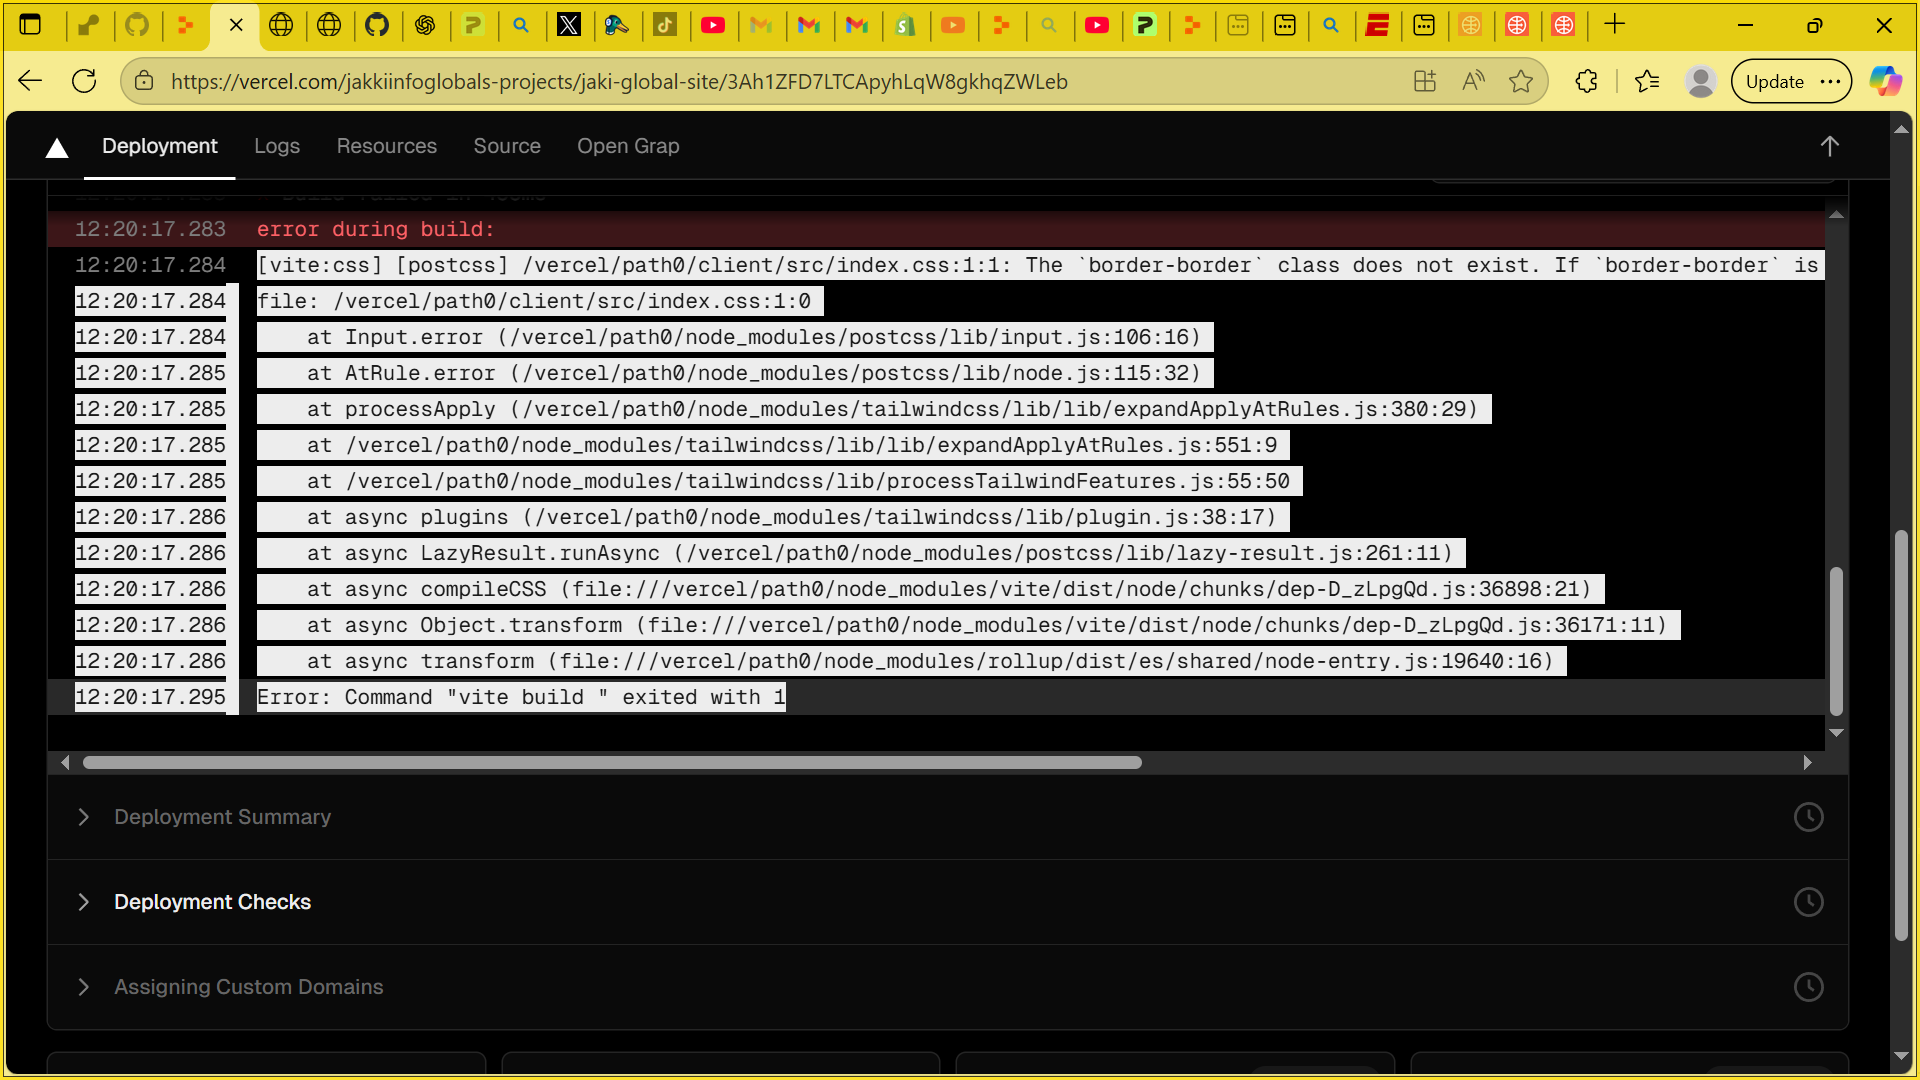 https://vercel.com/jakkiinfoglobals-projects/jaki-global-site/3Ah1ZFD7LTCApyhLqW8gkhqZWLeb
Update
Deployment
Logs
Resources
Source
Open Grap
12:20:17.283 error during build:
12:20:17.284 [vite:css] [postcss] /vercel/path0/client/src/index.css:1:1: The `border-border` class does not exist. If `border-border` is
12:20:17.284 file: /vercel/path0/client/src/index.css:1:0
12:20:17.284 at Input.error (/vercel/path0/node_modules/postcss/lib/input.js:106:16)
12:20:17.285 at AtRule.error (/vercel/path0/node_modules/postcss/lib/node.js:115:32)
12:20:17.285 at processApply (/vercel/path0/node_modules/tailwindcss/lib/lib/expandApplyAtRules.js:380:29)
12:20:17.285 at /vercel/path0/node_modules/tailwindcss/lib/lib/expandApplyAtRules.js:551:9
12:20:17.285 at /vercel/path0/node_modules/tailwindcss/lib/processTailwindFeatures.js:55:50
12:20:17.286 at async plugins (/vercel/path0/node_modules/tailwindcss/lib/plugin.js:38:17)
12:20:17.286 at async LazyResult.runAsync (/vercel/path0/node_modules/postcss/lib/lazy-result.js:261:11)
12:20:17.286 at async compileCSS (file:///vercel/path0/node_modules/vite/dist/node/chunks/dep-D_zLpgQd.js:36898:21)
12:20:17.286 at async Object.transform (file:///vercel/path0/node_modules/vite/dist/node/chunks/dep-D_zLpgQd.js:36171:11)
12:20:17.286 at async transform (file:///vercel/path0/node_modules/rollup/dist/es/shared/node-entry.js:19640:16)
12:20:17.295 Error: Command "vite build " exited with 1
Deployment Summary
Deployment Checks
Assigning Custom Domains